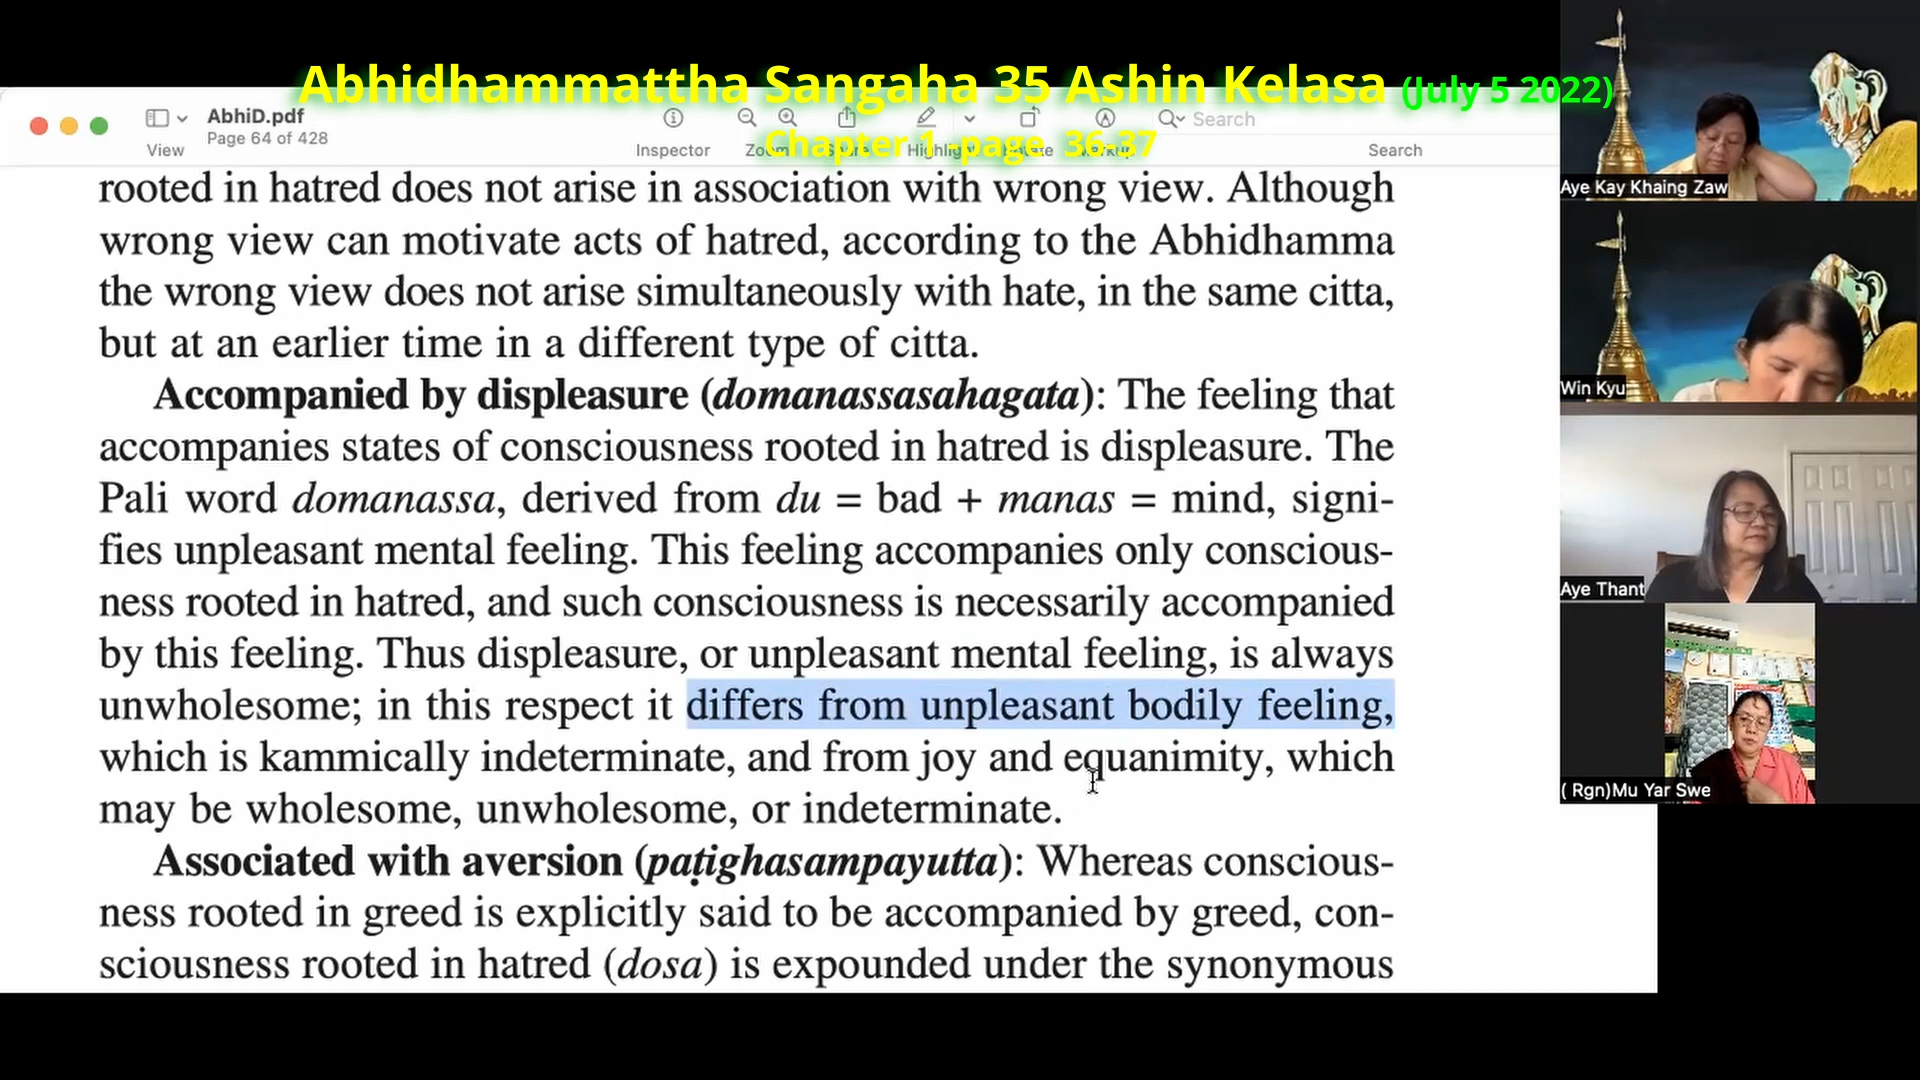 Abhidhammattha Sangaha 35 Ashin Kelasa (July 5 2022)
Chapter 1 -page 36-37
AbhiD.pdf
Page 64 of 428
View
Inspector
Zoom
Share
Highlight
Rotate
Markup
Search
Search
rooted in hatred does not arise in association with wrong view. Although
wrong view can motivate acts of hatred, according to the Abhidhamma
the wrong view does not arise simultaneously with hate, in the same citta,
but at an earlier time in a different type of citta.
Accompanied by displeasure (domanassasahagata): The feeling that
accompanies states of consciousness rooted in hatred is displeasure. The
Pali word domanassa, derived from du = bad + manas = mind, signi-
fies unpleasant mental feeling. This feeling accompanies only conscious-
ness rooted in hatred, and such consciousness is necessarily accompanied
by this feeling. Thus displeasure, or unpleasant mental feeling, is always
unwholesome; in this respect it differs from unpleasant bodily feeling,
which is kammically indeterminate, and from joy and equanimity, which
may be wholesome, unwholesome, or indeterminate.
Associated with aversion (paṭighasampayutta): Whereas conscious-
ness rooted in greed is explicitly said to be accompanied by greed, con-
sciousness rooted in hatred (dosa) is expounded under the synonymous
Aye Kay Khaing Zaw
Win Kyu
Aye Thant
( Rgn)Mu Yar Swe